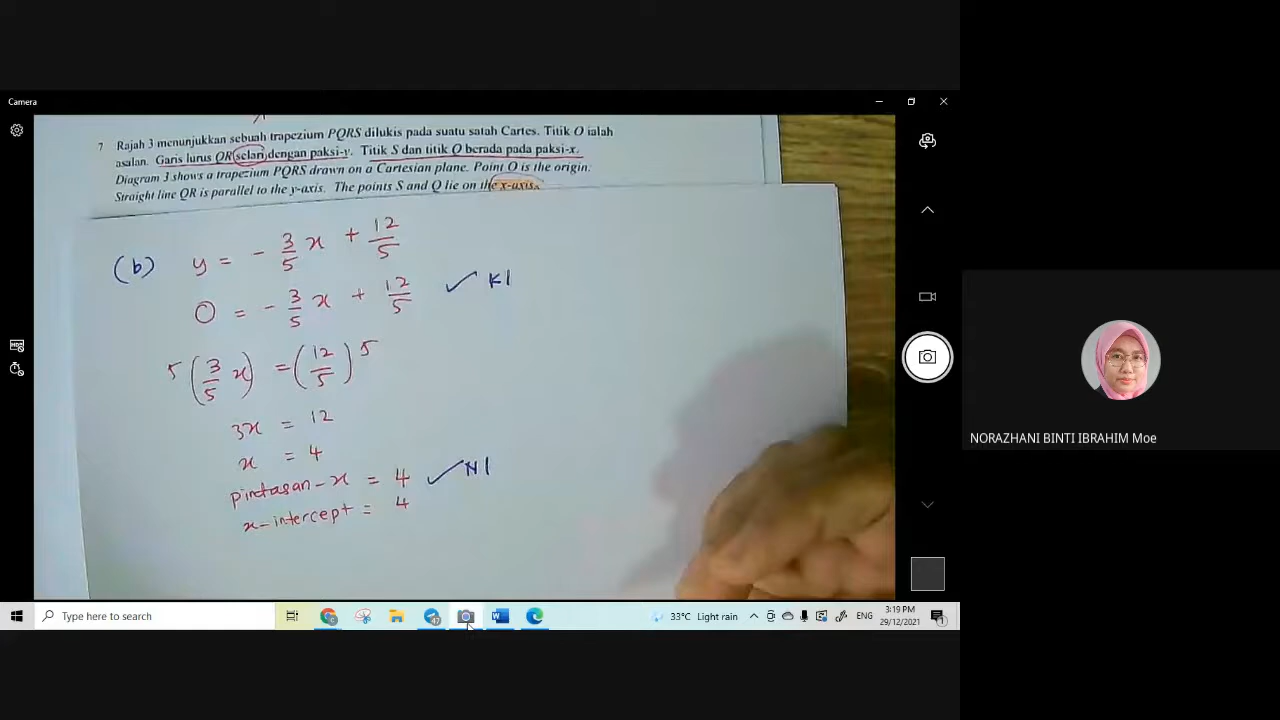 Camera
7 Rajah 3 menunjukkan sebuah trapezium PQRS dilukis pada suatu satah Cartes. Titik O ialah
asalan. Garis lurus QR selari dengan paksi-y. Titik S dan titik Q berada pada paksi-x.
Diagram 3 shows a trapezium PQRS drawn on a Cartesian plane. Point O is the origin.
Straight line QR is parallel to the y-axis. The points S and Q lie on the x-axis.
(b) y = - 3/5 x + 12/5
0 = - 3/5 x + 12/5 ✓ K1
5 (3/5 x) = (12/5) 5
3x = 12
x = 4
pintasan-x = 4 ✓ N1
x-intercept = 4
NORAZHANI BINTI IBRAHIM Moe
Type here to search
33°C Light rain
ENG
3:19 PM
29/12/2021